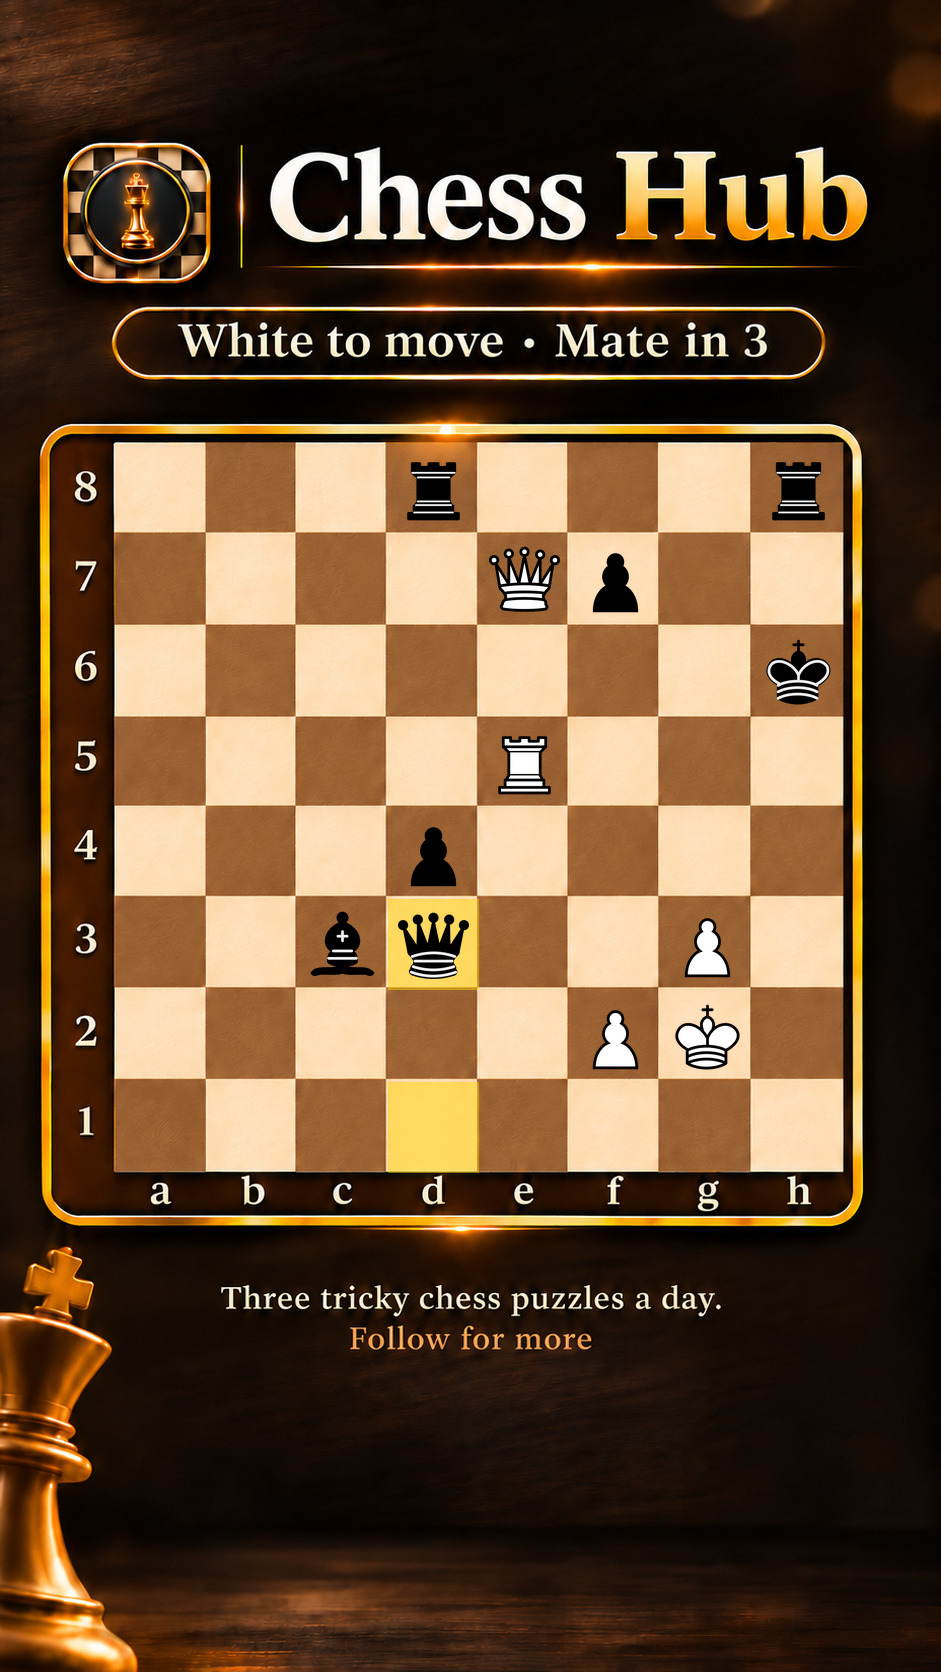 Chess Hub
White to move • Mate in 3
8
7
6
5
4
3
2
1
a b c d e f g h
Three tricky chess puzzles a day.
Follow for more